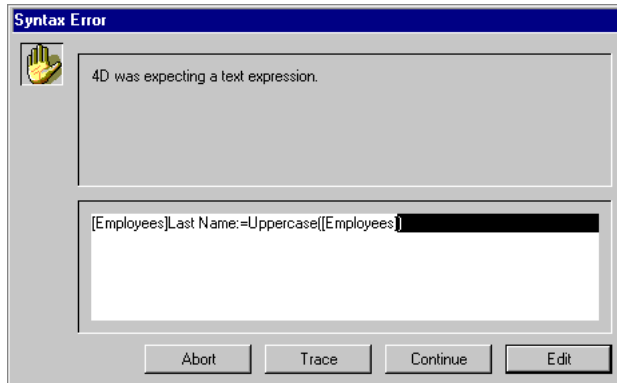 Syntax Error
4D was expecting a text expression.
[Employees]Last Name:=Uppercase([Employees])
Abort
Trace
Continue
Edit